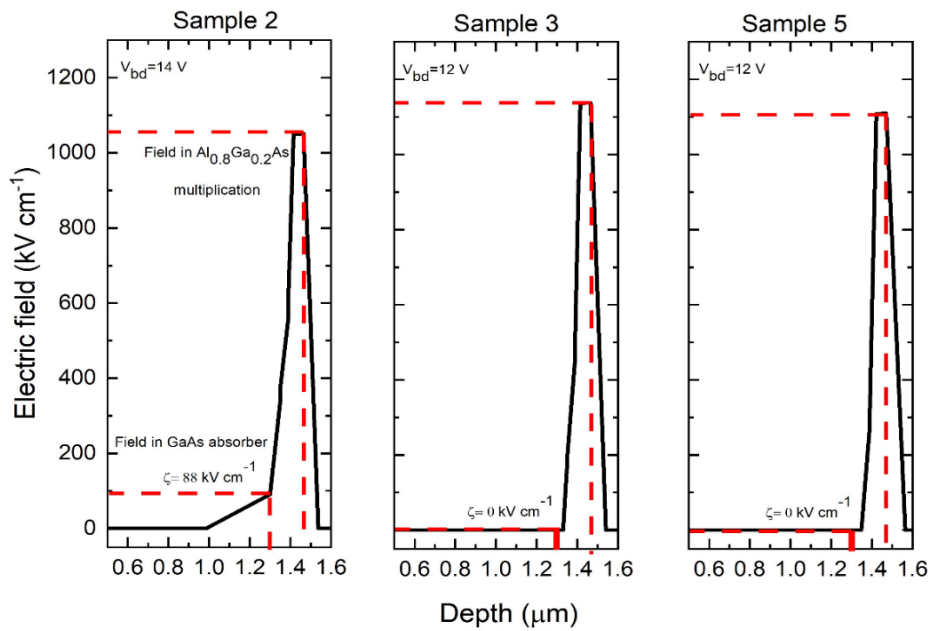 Sample 2
Sample 3
Sample 5
V_bd=14 V
V_bd=12 V
V_bd=12 V
Electric field (kV cm⁻¹)
1200
1000
800
600
400
200
0
Field in Al₀.₈Ga₀.₂As
multiplication
Field in GaAs absorber
ζ= 88 kV cm⁻¹
ζ= 0 kV cm⁻¹
ζ= 0 kV cm⁻¹
0.6 0.8 1.0 1.2 1.4 1.6
0.6 0.8 1.0 1.2 1.4 1.6
0.6 0.8 1.0 1.2 1.4 1.6
Depth (μm)